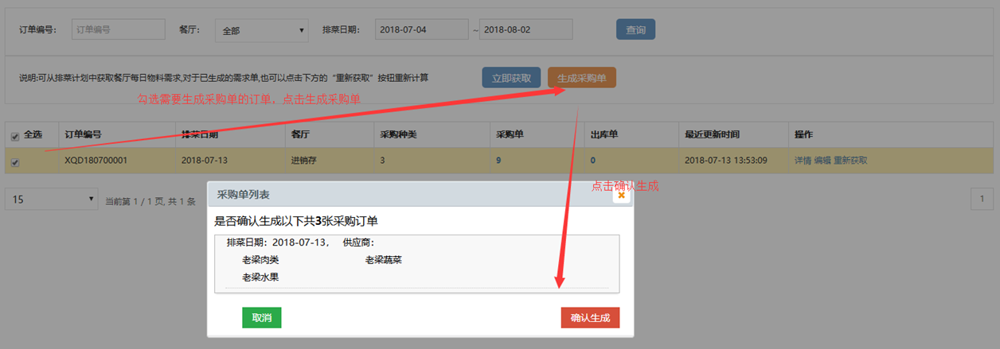 订单编号： 订单编号 餐厅： 全部 排菜日期： 2018-07-04 ~ 2018-08-02 查询
说明:可从排菜计划中获取餐厅每日物料需求,对于已生成的需求单,也可以点击下方的“重新获取”按钮重新计算 立即获取 生成采购单
勾选需要生成采购单的订单，点击生成采购单
全选 订单编号 排菜日期 餐厅 采购种类 采购单 出库单 最近更新时间 操作
XQD180700001 2018-07-13 进销存 3 9 0 2018-07-13 13:53:09 详情 编辑 重新获取
点击确认生成
15 当前第 1 / 1 页, 共 1 条 1
采购单列表
是否确认生成以下共3张采购订单
排菜日期：2018-07-13， 供应商：
老梁肉类 老梁蔬菜
老梁水果
取消 确认生成